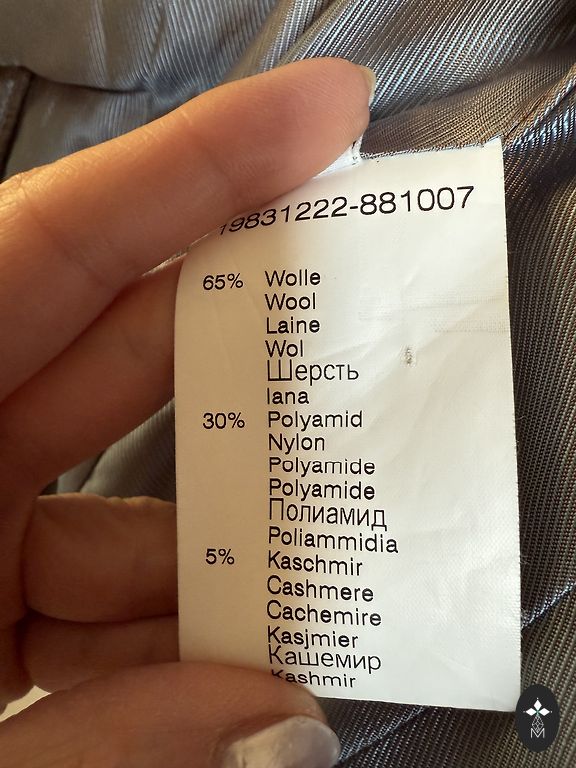 19831222-881007
65% Wolle
Wool
Laine
Wol
Шерсть
lana
30% Polyamid
Nylon
Polyamide
Polyamide
Полиамид
Poliammidia
5% Kaschmir
Cashmere
Cachemire
Kasjmier
Кашемир
Kashmir
M